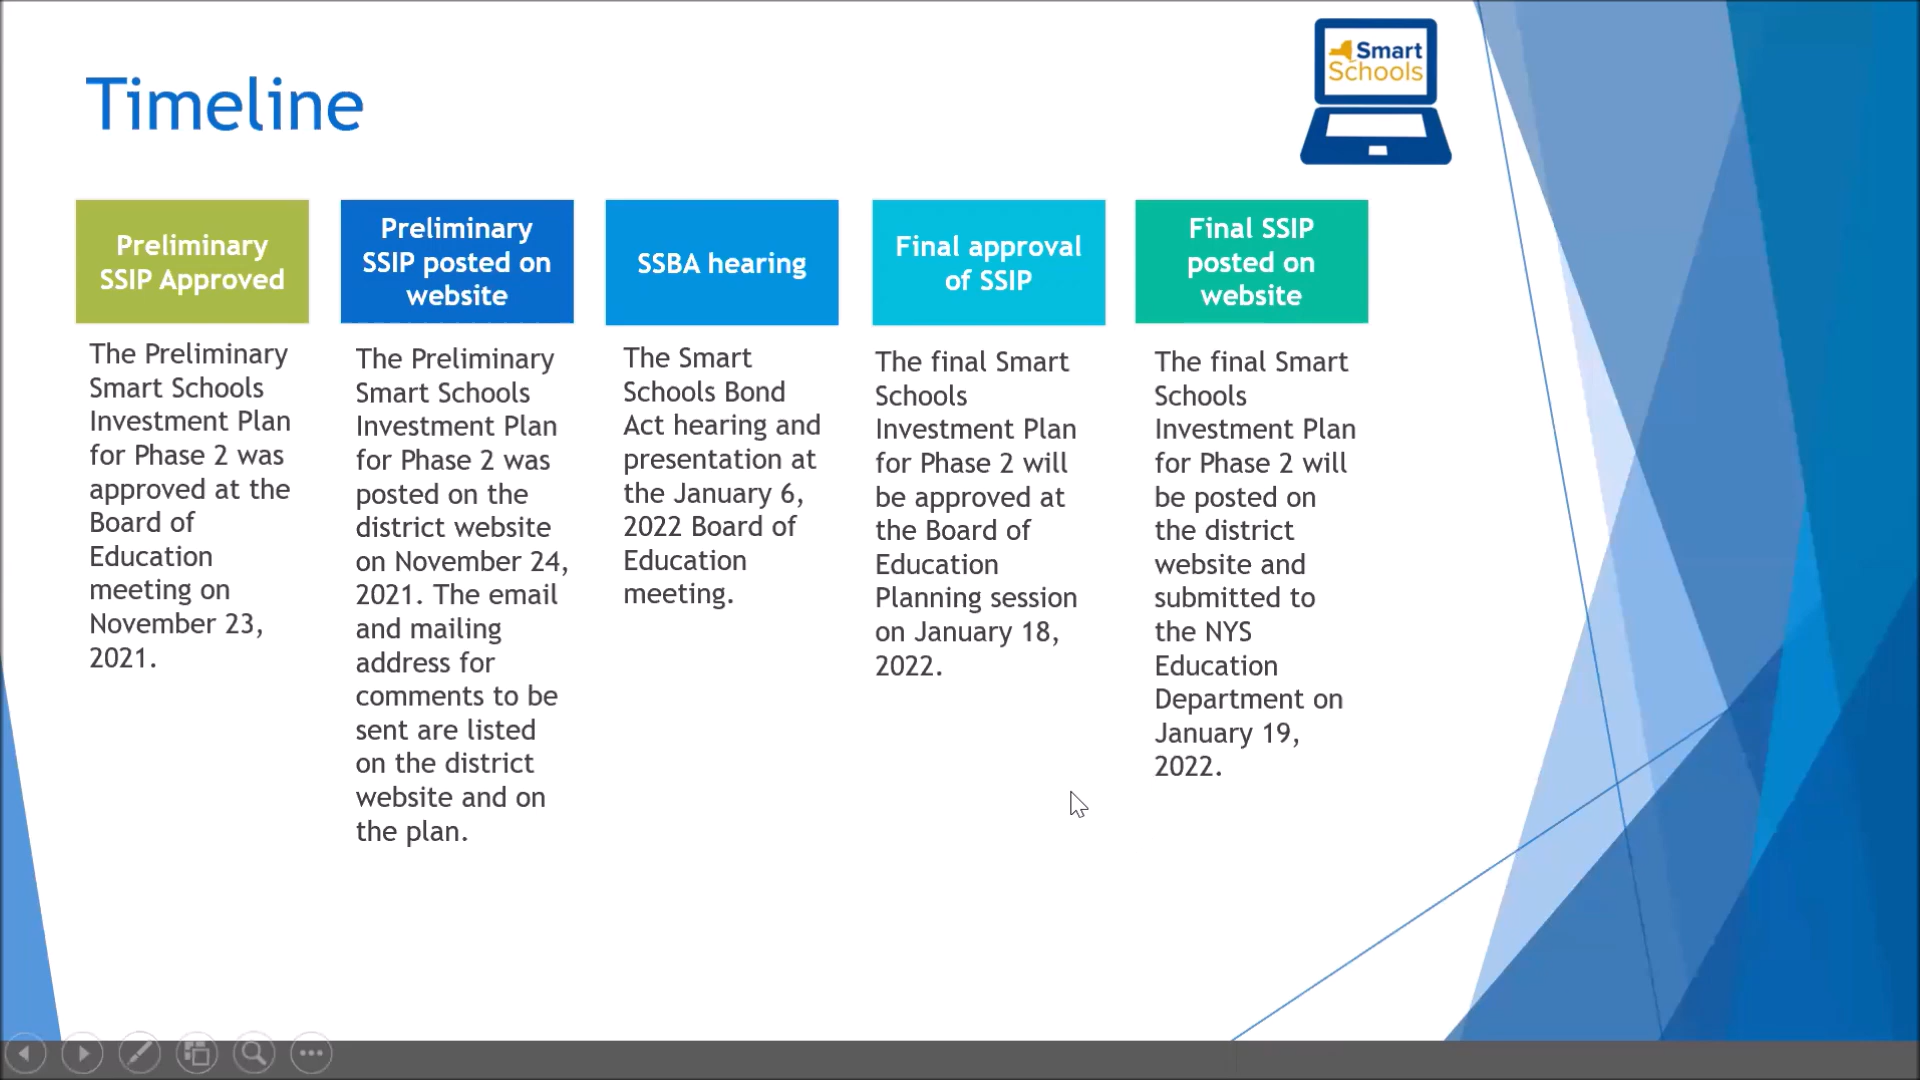 Timeline
Smart
Schools
Preliminary
SSIP Approved
The Preliminary
Smart Schools
Investment Plan
for Phase 2 was
approved at the
Board of
Education
meeting on
November 23,
2021.
Preliminary
SSIP posted on
website
The Preliminary
Smart Schools
Investment Plan
for Phase 2 was
posted on the
district website
on November 24,
2021. The email
and mailing
address for
comments to be
sent are listed
on the district
website and on
the plan.
SSBA hearing
The Smart
Schools Bond
Act hearing and
presentation at
the January 6,
2022 Board of
Education
meeting.
Final approval
of SSIP
The final Smart
Schools
Investment Plan
for Phase 2 will
be approved at
the Board of
Education
Planning session
on January 18,
2022.
Final SSIP
posted on
website
The final Smart
Schools
Investment Plan
for Phase 2 will
be posted on
the district
website and
submitted to
the NYS
Education
Department on
January 19,
2022.